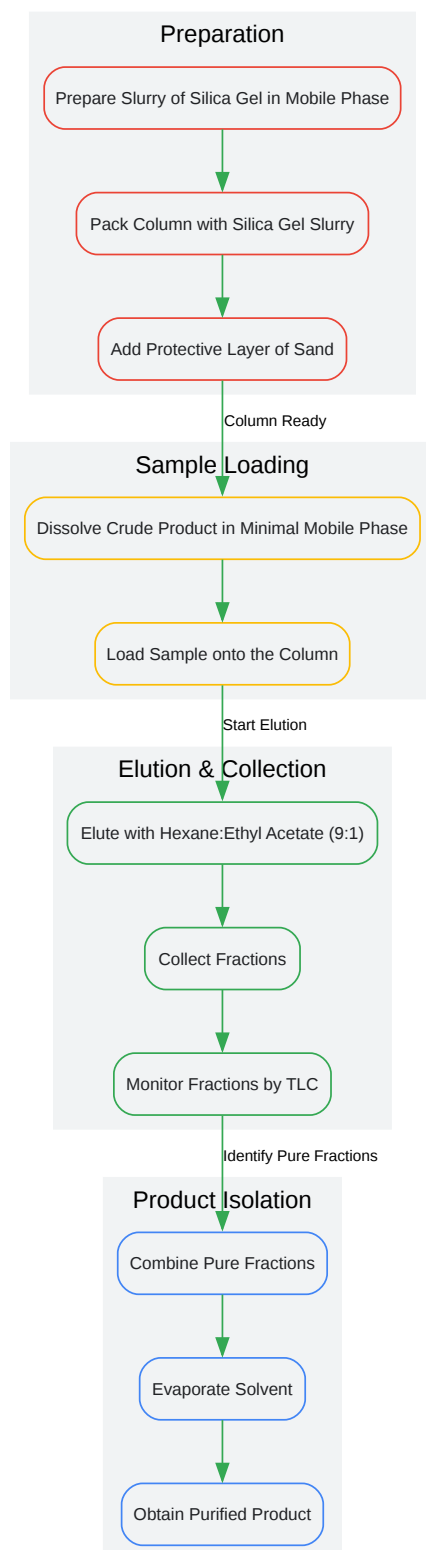 Preparation
Prepare Slurry of Silica Gel in Mobile Phase
Pack Column with Silica Gel Slurry
Add Protective Layer of Sand
Column Ready
Sample Loading
Dissolve Crude Product in Minimal Mobile Phase
Load Sample onto the Column
Start Elution
Elution & Collection
Elute with Hexane:Ethyl Acetate (9:1)
Collect Fractions
Monitor Fractions by TLC
Identify Pure Fractions
Product Isolation
Combine Pure Fractions
Evaporate Solvent
Obtain Purified Product